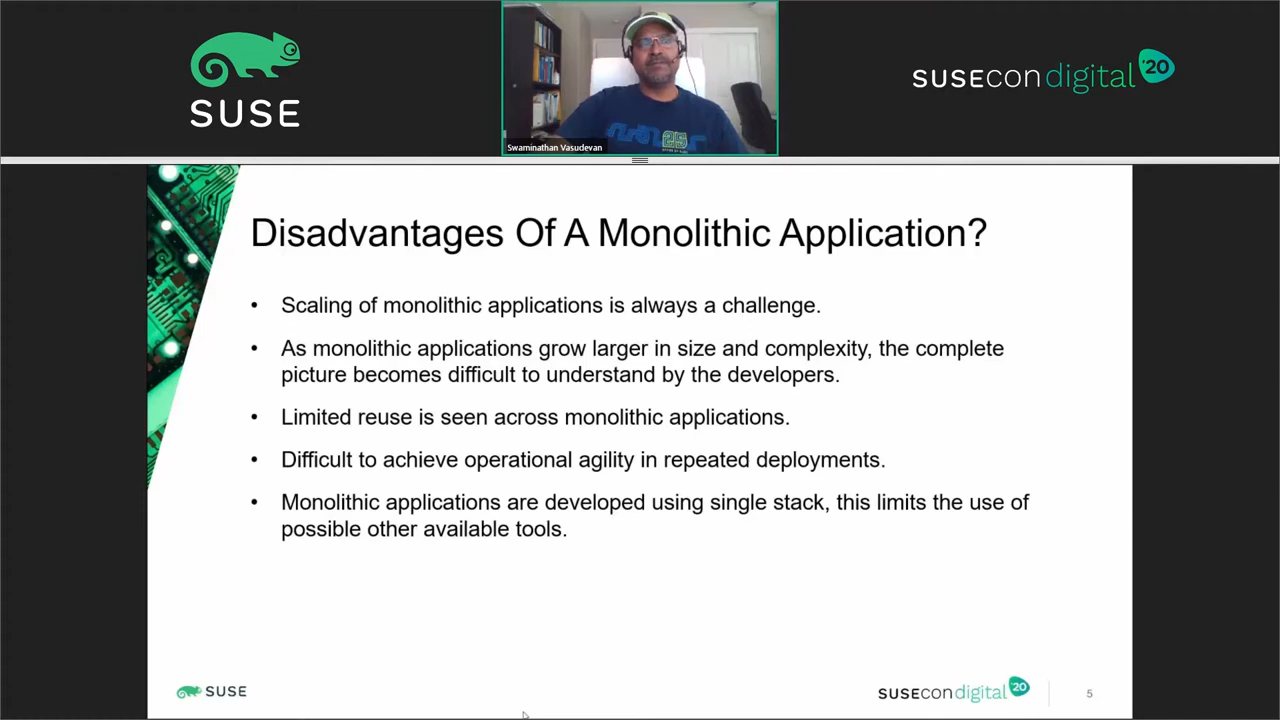 SUSE
SUSECON digital '20
25
Swaminathan Vasudevan
Disadvantages Of A Monolithic Application?
• Scaling of monolithic applications is always a challenge.
• As monolithic applications grow larger in size and complexity, the complete
picture becomes difficult to understand by the developers.
• Limited reuse is seen across monolithic applications.
• Difficult to achieve operational agility in repeated deployments.
• Monolithic applications are developed using single stack, this limits the use of
possible other available tools.
SUSE
SUSECON digital '20
5